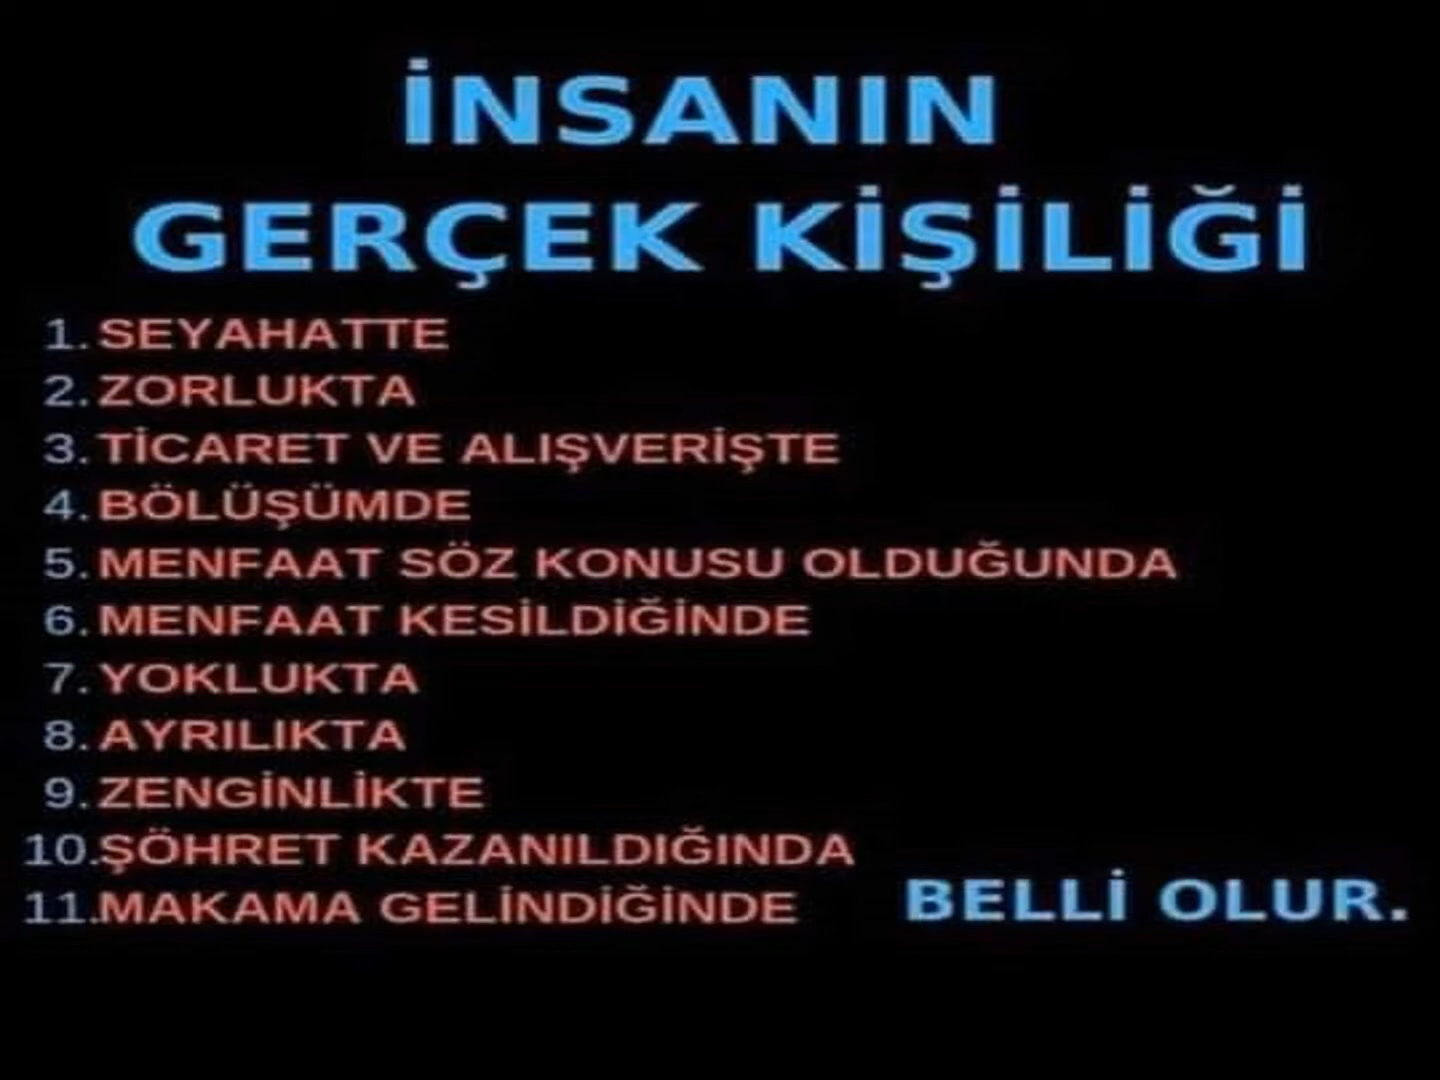 İNSANIN
GERÇEK KİŞİLİĞİ
1. SEYAHATTE
2. ZORLUKTA
3. TİCARET VE ALIŞVERİŞTE
4. BÖLÜŞÜMDE
5. MENFAAT SÖZ KONUSU OLDUĞUNDA
6. MENFAAT KESİLDİĞİNDE
7. YOKLUKTA
8. AYRILIKTA
9. ZENGİNLİKTE
10.ŞÖHRET KAZANILDIĞINDA
11.MAKAMA GELİNDİĞİNDE BELLİ OLUR.